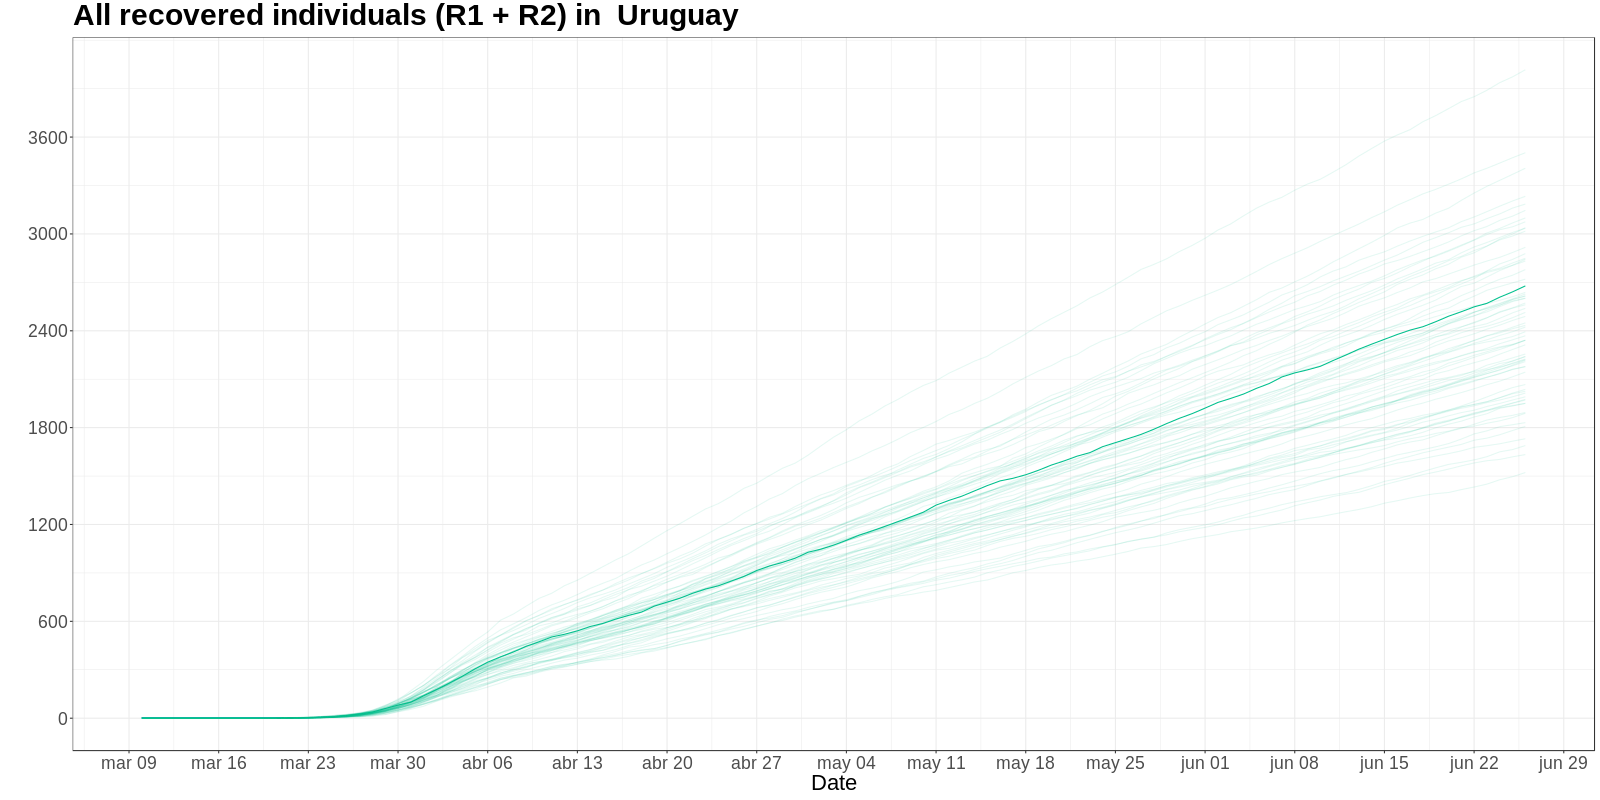 All recovered individuals (R1 + R2) in  Uruguay
3600
3000
2400
1800
1200
600
0
mar 09 mar 16 mar 23 mar 30 abr 06 abr 13 abr 20 abr 27 may 04 may 11 may 18 may 25 jun 01 jun 08 jun 15 jun 22 jun 29
Date